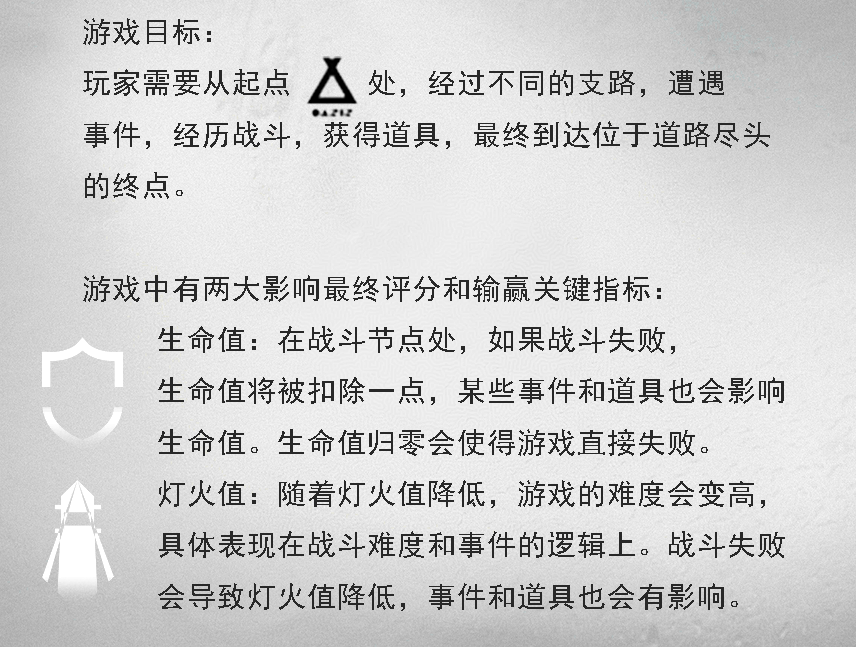 游戏目标：
玩家需要从起点 处，经过不同的支路，遭遇
事件，经历战斗，获得道具，最终到达位于道路尽头
的终点。
游戏中有两大影响最终评分和输赢关键指标：
生命值：在战斗节点处，如果战斗失败，
生命值将被扣除一点，某些事件和道具也会影响
生命值。生命值归零会使得游戏直接失败。
灯火值：随着灯火值降低，游戏的难度会变高，
具体表现在战斗难度和事件的逻辑上。战斗失败
会导致灯火值降低，事件和道具也会有影响。